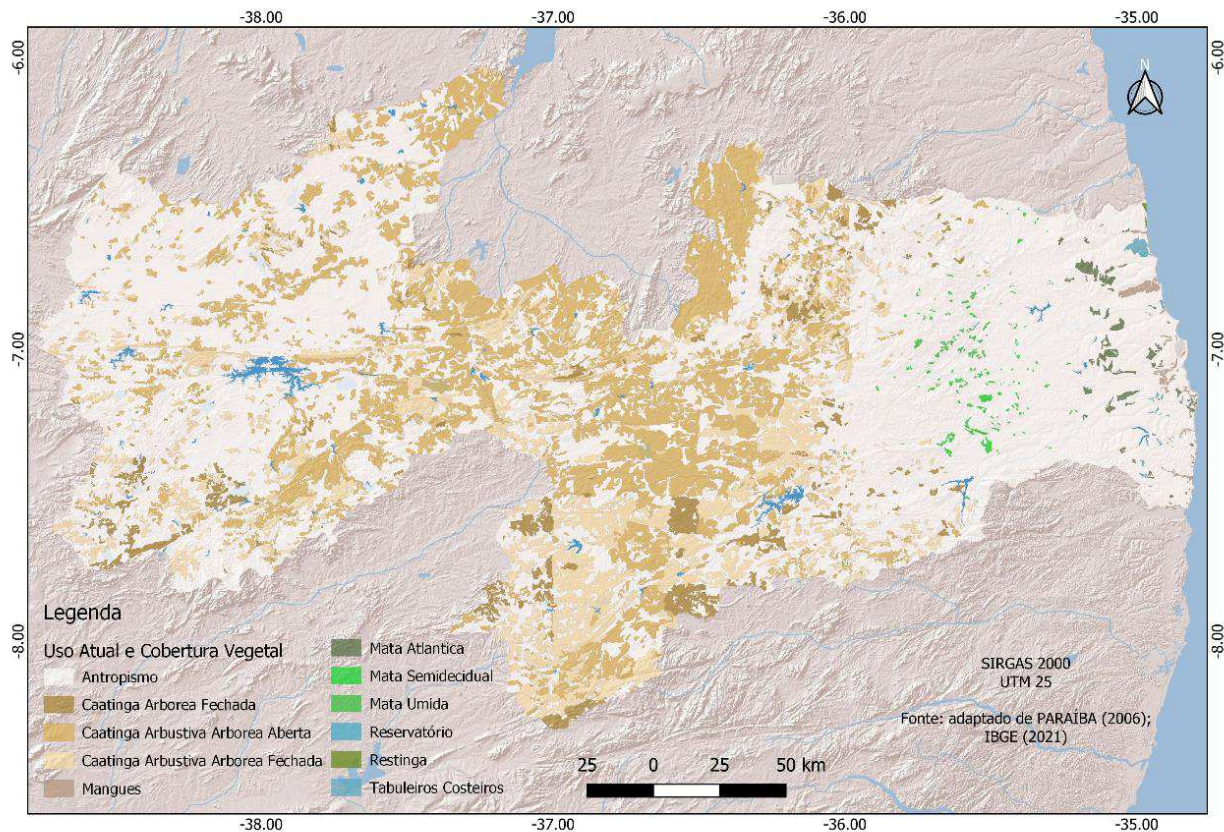 -38.00 -37.00 -36.00 -35.00
-6.00 -6.00
N
-7.00 -7.00
-8.00 -8.00
Legenda
Uso Atual e Cobertura Vegetal
Antropismo
Caatinga Arborea Fechada
Caatinga Arbustiva Arborea Aberta
Caatinga Arbustiva Arborea Fechada
Mangues
Mata Atlantica
Mata Semidecidual
Mata Umida
Reservatório
Restinga
Tabuleiros Costeiros
SIRGAS 2000
UTM 25
Fonte: adaptado de PARAÍBA (2006);
IBGE (2021)
25 0 25 50 km
-38.00 -37.00 -36.00 -35.00